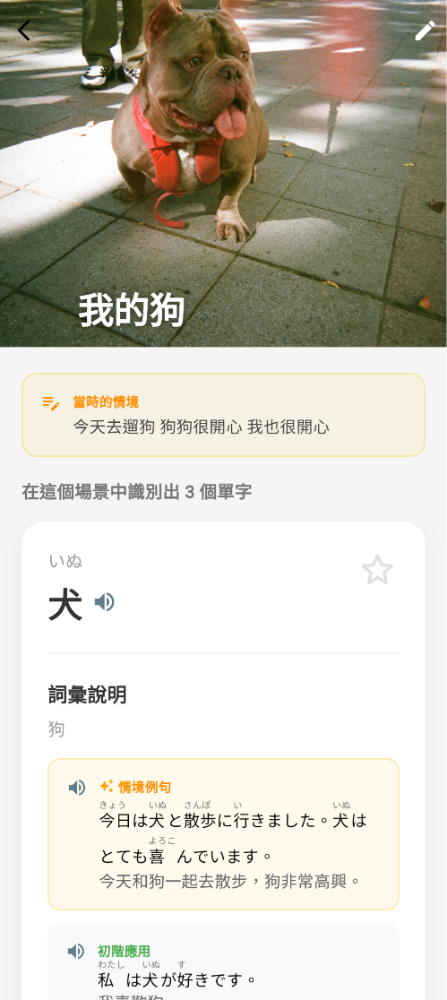 我的狗
當時的情境
今天去遛狗 狗狗很開心 我也很開心
在這個場景中識別出 3 個單字
いぬ
犬
詞彙說明
狗
情境例句
きょう いぬ さんぽ い いぬ
今日は犬と散歩に行きました。犬は
よろこ
とても喜んでいます。
今天和狗一起去散步，狗非常高興。
初階應用
わたし いぬ す
私は犬が好きです。
我喜歡狗